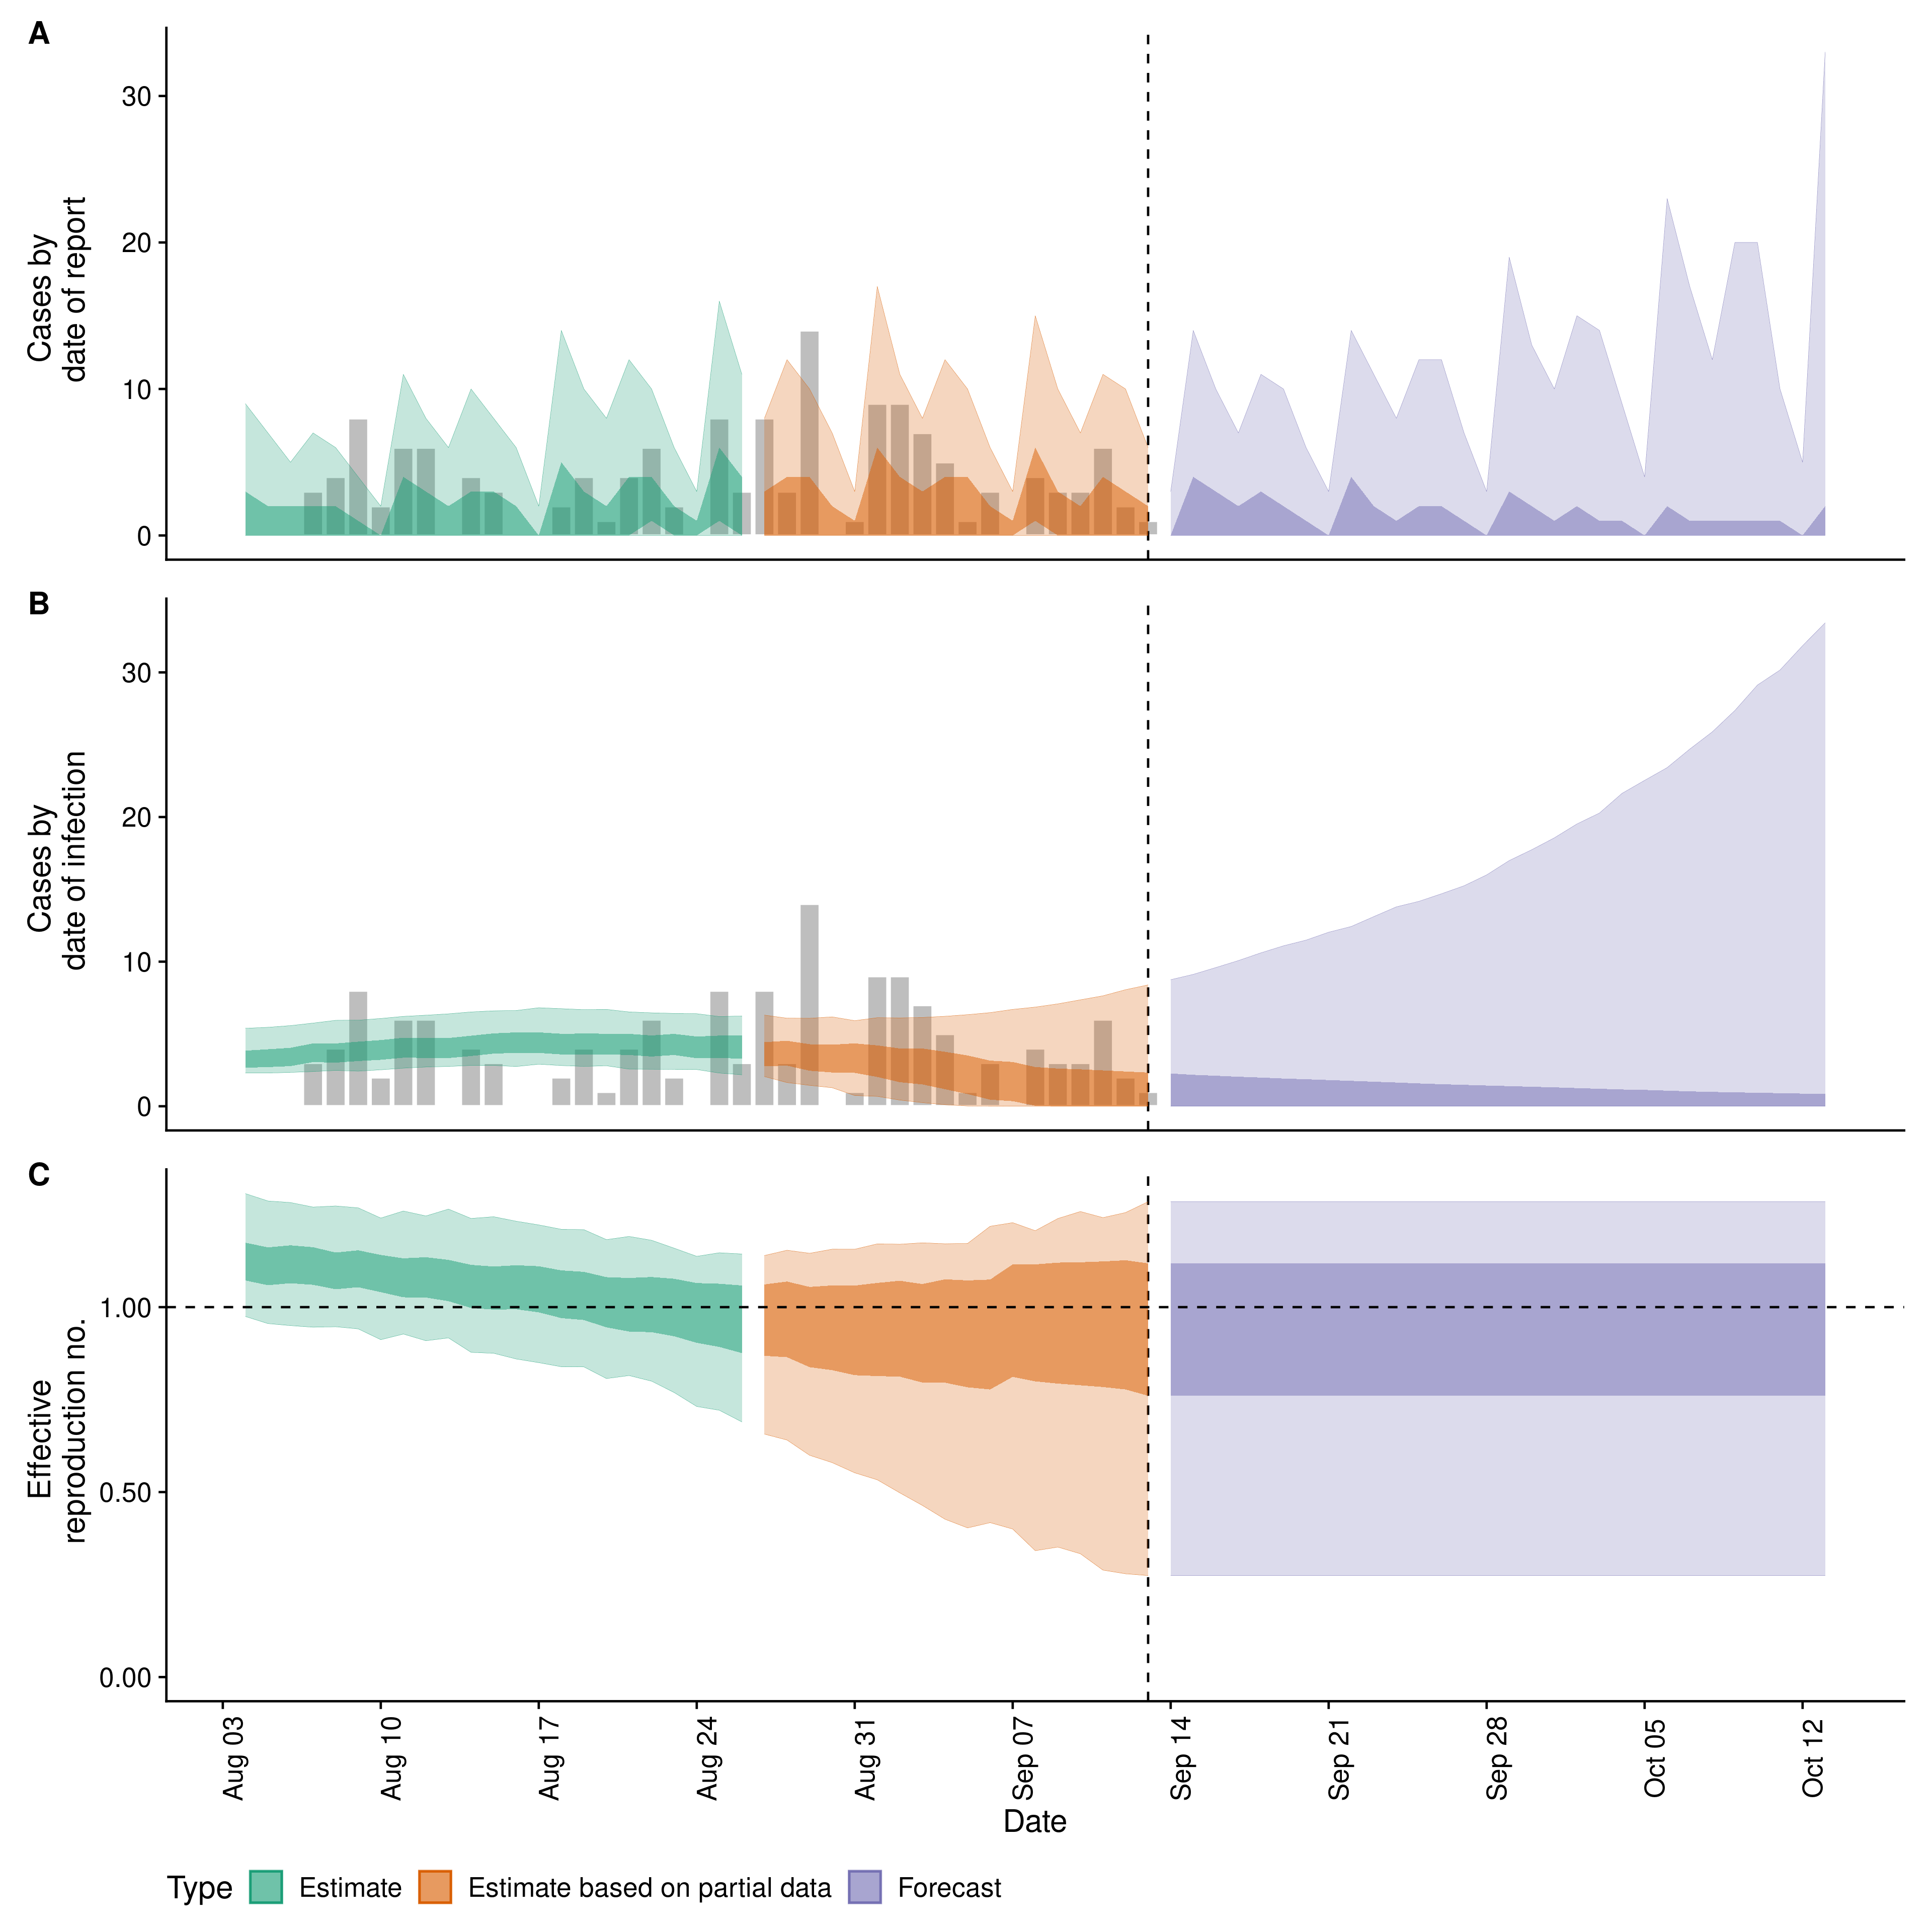 A
Cases by
date of report
30
20
10
0
B
Cases by
date of infection
30
20
10
0
C
Effective
reproduction no.
1.00
0.50
0.00
Aug 03
Aug 10
Aug 17
Aug 24
Aug 31
Sep 07
Sep 14
Sep 21
Sep 28
Oct 05
Oct 12
Date
Type Estimate Estimate based on partial data Forecast